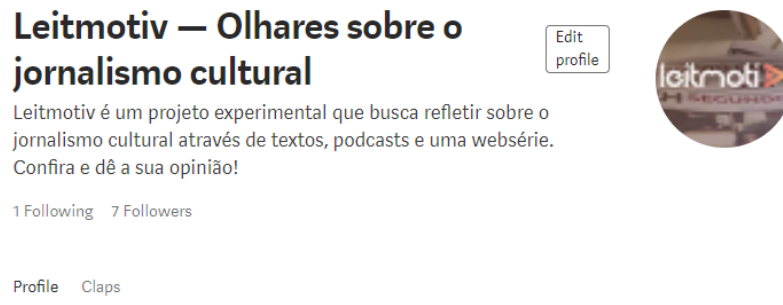 Leitmotiv — Olhares sobre o
jornalismo cultural
Edit
profile
Leitmotiv é um projeto experimental que busca refletir sobre o
jornalismo cultural através de textos, podcasts e uma websérie.
Confira e dê a sua opinião!
1 Following 7 Followers
Profile Claps
leitmoti